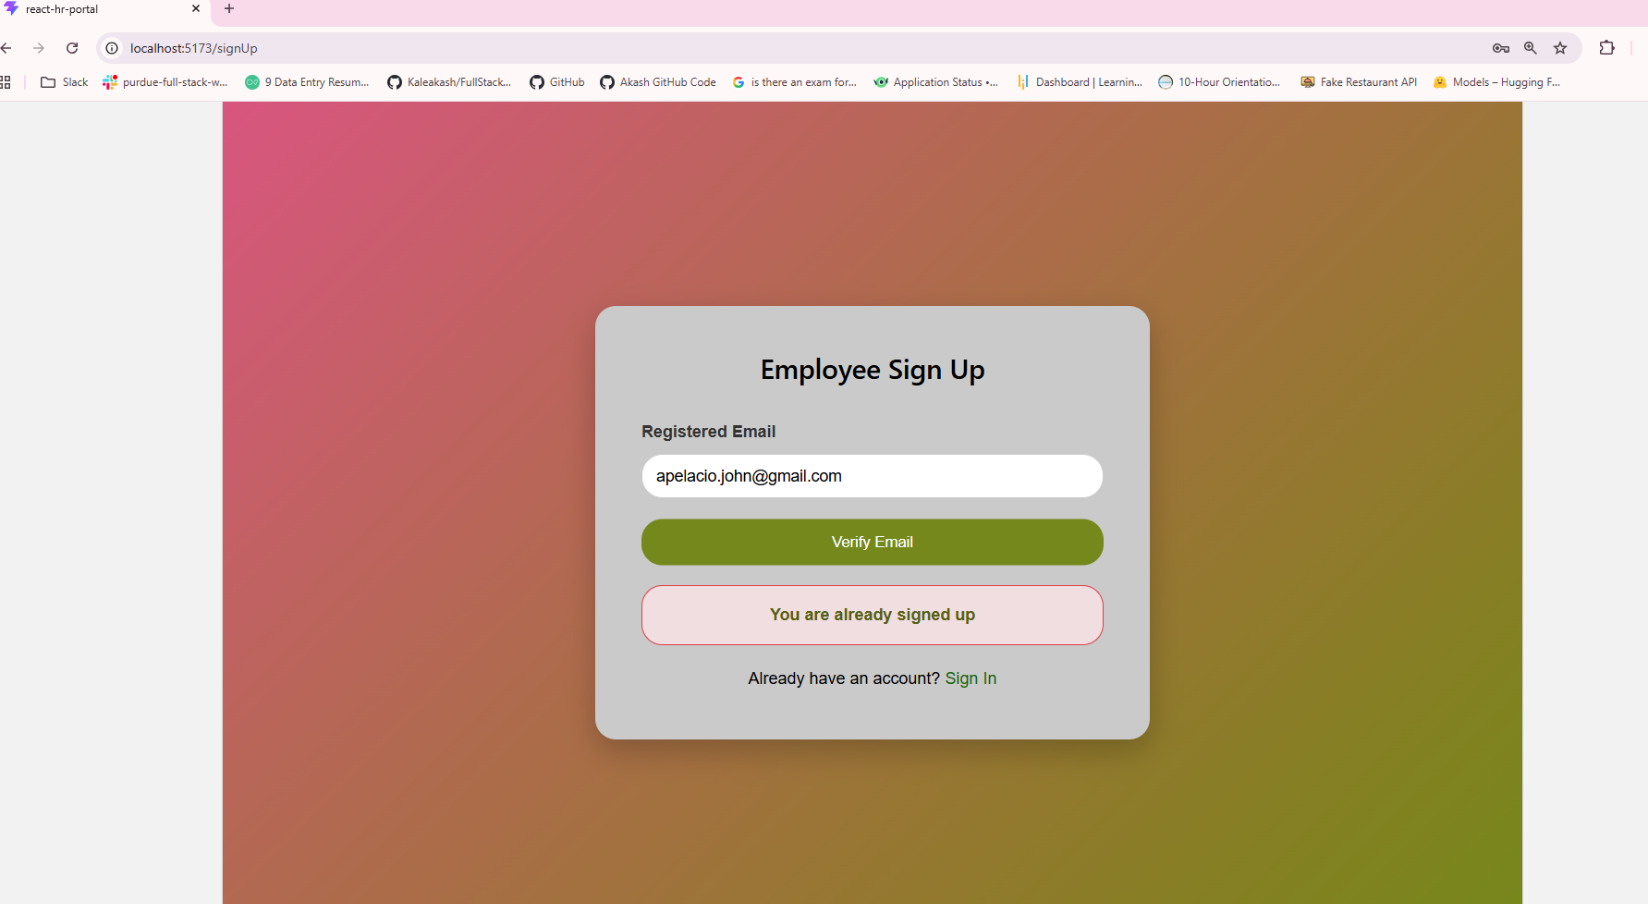 react-hr-portal
localhost:5173/signUp
Slack
purdue-full-stack-w...
9 Data Entry Resum...
Kaleakash/FullStack...
GitHub
Akash GitHub Code
is there an exam for...
Application Status •...
Dashboard | Learnin...
10-Hour Orientatio...
Fake Restaurant API
Models – Hugging F...
Employee Sign Up
Registered Email
apelacio.john@gmail.com
Verify Email
You are already signed up
Already have an account? Sign In